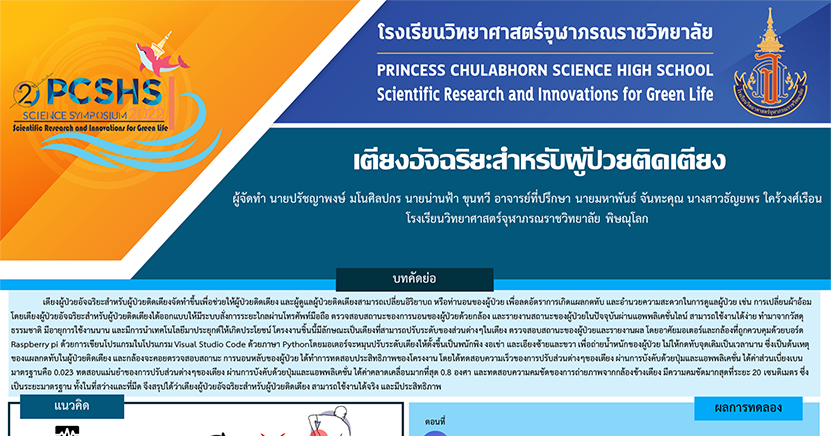 โรงเรียนวิทยาศาสตร์จุฬาภรณราชวิทยาลัย
PRINCESS CHULABHORN SCIENCE HIGH SCHOOL
Scientific Research and Innovations for Green Life
2 PCSHS
SCIENCE SYMPOSIUM
Scientific Research and Innovations for Green Life
เตียงอัจฉริยะสำหรับผู้ป่วยติดเตียง
ผู้จัดทำ นายปรัชญาพงษ์ มโนศิลปกร นายน่านฟ้า ขุนทวี อาจารย์ที่ปรึกษา นายมหาพันธ์ จันทะคุณ นางสาวธัญยพร ใคร้วงศ์เรือน
โรงเรียนวิทยาศาสตร์จุฬาภรณราชวิทยาลัย พิษณุโลก
บทคัดย่อ
เตียงผู้ป่วยอัจฉริยะสำหรับผู้ป่วยติดเตียงจัดทำขึ้นเพื่อช่วยให้ผู้ป่วยติดเตียง และผู้ดูแลผู้ป่วยติดเตียงสามารถเปลี่ยนอิริยาบถ หรือท่านอนของผู้ป่วย เพื่อลดอัตราการเกิดแผลกดทับ และอำนวยความสะดวกในการดูแลผู้ป่วย เช่น การเปลี่ยนผ้าอ้อม
โดยเตียงผู้ป่วยอัจฉริยะสำหรับผู้ป่วยติดเตียงได้ออกแบบให้มีระบบสั่งการระยะไกลผ่านโทรศัพท์มือถือ ตรวจสอบสถานะของการนอนของผู้ป่วยด้วยกล้อง และรายงานสถานะของผู้ป่วยในปัจจุบันผ่านแอพพลิเคชั่นไลน์ สามารถใช้งานได้ง่าย ทำมาจากวัสดุ
ธรรมชาติ มีอายุการใช้งานนาน และมีการนำเทคโนโลยีมาประยุกต์ให้เกิดประโยชน์ โครงงานชิ้นนี้มีลักษณะเป็นเตียงที่สามารถปรับระดับของส่วนต่างๆในเตียง ตรวจสอบสถานะของผู้ป่วยและรายงานผล โดยอาศัยมอเตอร์และกล้องที่ถูกควบคุมด้วยบอร์ด
Raspberry pi ด้วยการเขียนโปรแกรมในโปรแกรม Visual Studio Code ด้วยภาษา Pythonโดยมอเตอร์จะหมุนปรับระดับเตียงให้ตั้งขึ้นเป็นพนักพิง งอเข่า และเอียงซ้ายและขวา เพื่อถ่ายน้ำหนักของผู้ป่วย ไม่ให้กดทับจุดเดิมเป็นเวลานาน ซึ่งเป็นต้นเหตุ
ของแผลกดทับในผู้ป่วยติดเตียง และกล้องจะคอยตรวจสอบสถานะ การนอนหลับของผู้ป่วย ได้ทำการทดสอบประสิทธิภาพของโครงงาน โดยได้ทดสอบความเร็วของการปรับส่วนต่างๆของเตียง ผ่านการบังคับด้วยปุ่มและแอพพลิเคชั่น ได้ค่าส่วนเบี่ยงเบน
มาตรฐานคือ 0.023 ทดสอบแม่นยำของการปรับส่วนต่างๆของเตียง ผ่านการบังคับด้วยปุ่มและแอพพลิเคชั่น ได้ค่าคลาดเคลื่อนมากที่สุด 0.8 องศา และทดสอบความคมชัดของการถ่ายภาพจากกล้องข้างเตียง มีความคมชัดมากสุดที่ระยะ 20 เซนติเมตร ซึ่ง
เป็นระยะมาตรฐาน ทั้งในที่สว่างและที่มืด จึงสรุปได้ว่าเตียงผู้ป่วยอัจฉริยะสำหรับผู้ป่วยติดเตียง สามารถใช้งานได้จริง และมีประสิทธิภาพ
แนวคิด
ผลการทดลอง
ตอนที่